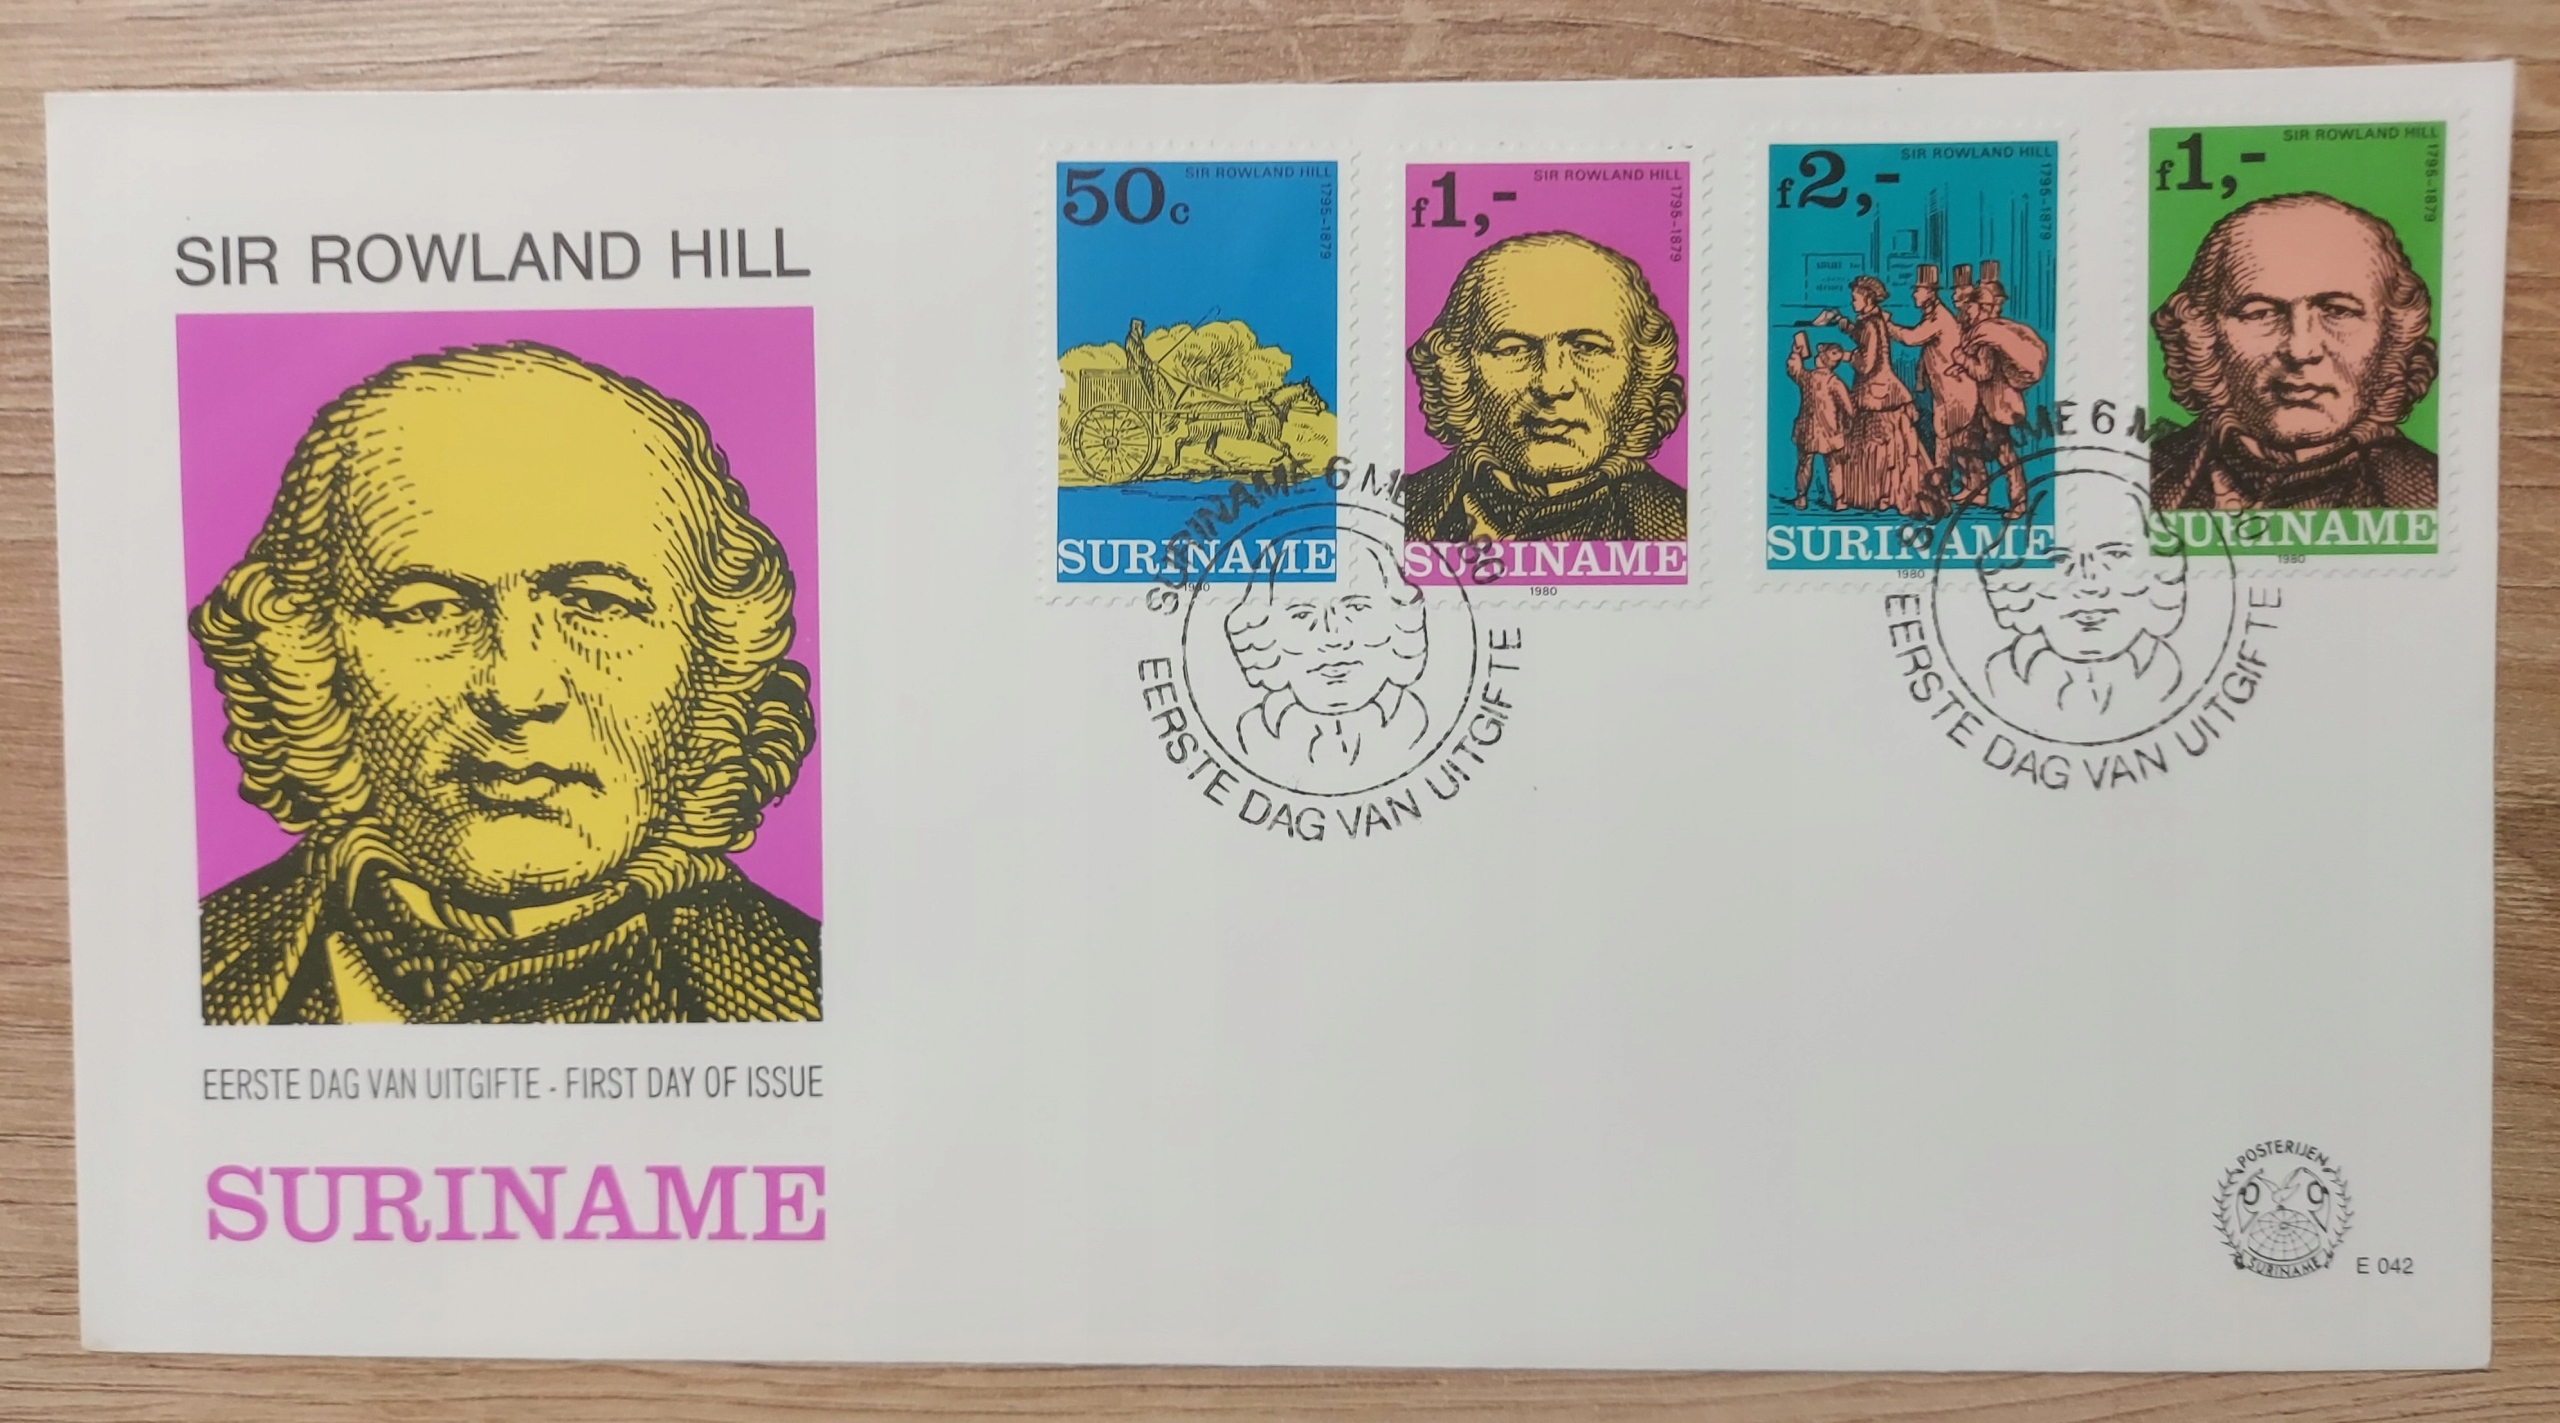 SIR ROWLAND HILL
EERSTE DAG VAN UITGIFTE - FIRST DAY OF ISSUE
SURINAME
50c
SIR ROWLAND HILL
1795-1879
SURINAME
1980
f1,-
SIR ROWLAND HILL
1795-1879
SURINAME
1980
f2,-
SIR ROWLAND HILL
1795-1879
SURINAME
1980
f1,-
SIR ROWLAND HILL
1795-1879
SURINAME
1980
SURINAME 6
EERSTE DAG VAN UITGIFTE
SURINAME 6
EERSTE DAG VAN UITGIFTE
POSTERIJEN
SURINAME
E 042